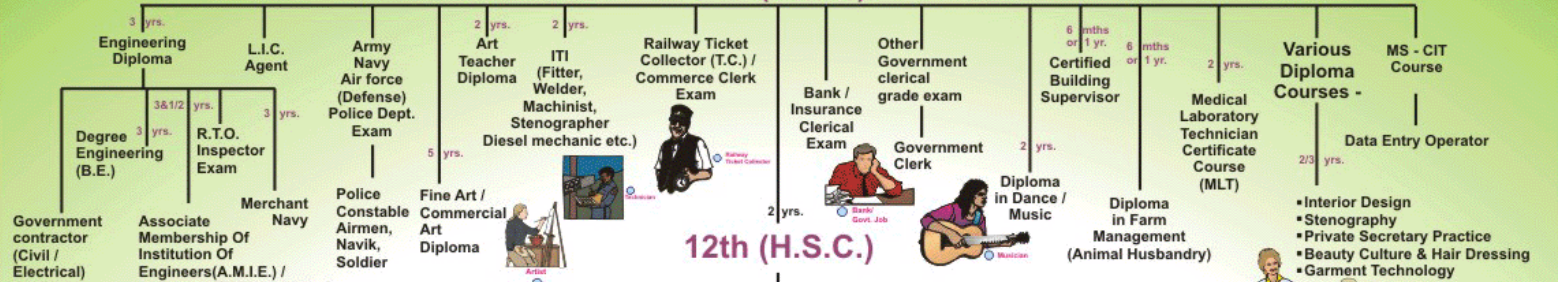 3 yrs.
Engineering
Diploma
L.I.C.
Agent
Army
Navy
Air force
(Defense)
Police Dept.
Exam
2 yrs.
Art
Teacher
Diploma
2 yrs.
ITI
(Fitter,
Welder,
Machinist,
Stenographer
Diesel mechanic etc.)
Railway Ticket
Collector (T.C.) /
Commerce Clerk
Exam
Bank /
Insurance
Clerical
Exam
Other
Government
clerical
grade exam
Government
Clerk
6 mths
or 1 yr.
Certified
Building
Supervisor
6 mths
or 1 yr.
2 yrs.
Medical
Laboratory
Technician
Certificate
Course
(MLT)
Various
Diploma
Courses -
MS - CIT
Course
Data Entry Operator
Degree
Engineering
(B.E.)
3 yrs.
3&1/2 yrs.
R.T.O.
Inspector
Exam
3 yrs.
Merchant
Navy
Government
contractor
(Civil /
Electrical)
Associate
Membership Of
Institution Of
Engineers(A.M.I.E.) /
Police
Constable
Airmen,
Navik,
Soldier
5 yrs.
Fine Art /
Commercial
Art
Diploma
Artist
Technician
Railway
Ticket Collector
2 yrs.
12th (H.S.C.)
Bank/
Govt. Job
Musician
2 yrs.
Diploma
in Dance /
Music
Diploma
in Farm
Management
(Animal Husbandry)
2/3 yrs.
▪Interior Design
▪Stenography
▪Private Secretary Practice
▪Beauty Culture & Hair Dressing
▪Garment Technology